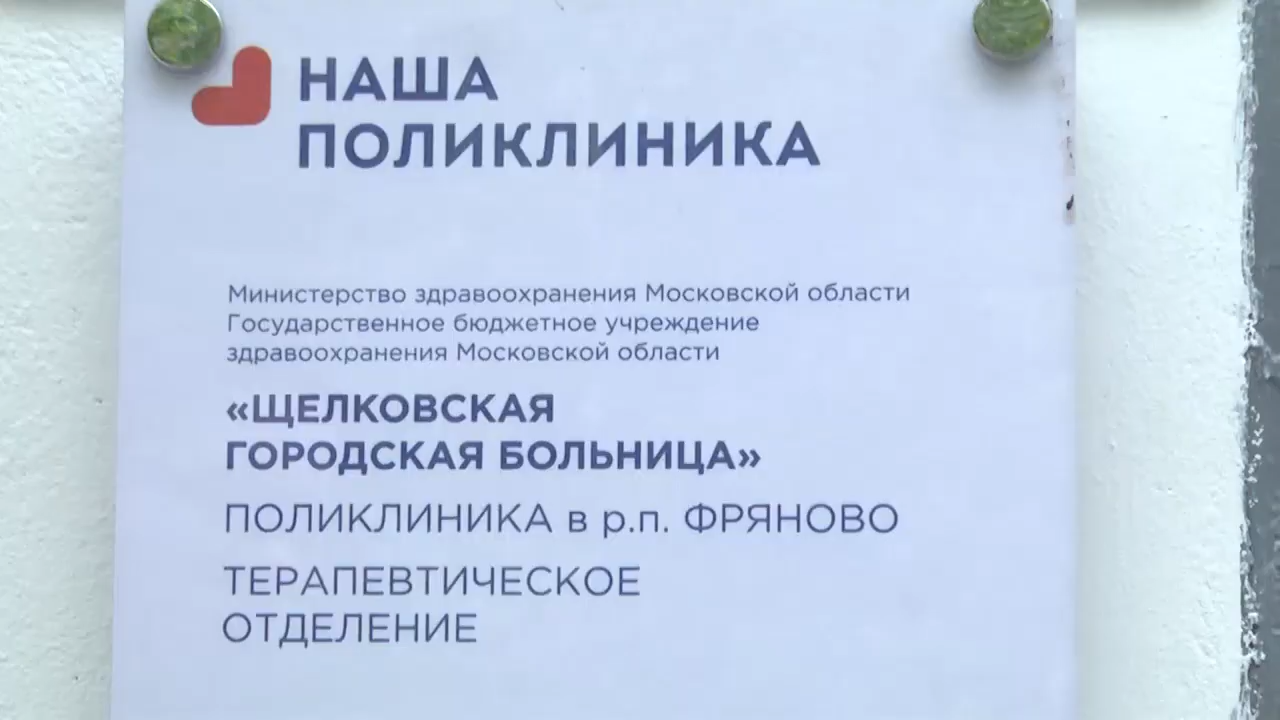 НАША
ПОЛИКЛИНИКА
Министерство здравоохранения Московской области
Государственное бюджетное учреждение
здравоохранения Московской области
«ЩЕЛКОВСКАЯ
ГОРОДСКАЯ БОЛЬНИЦА»
ПОЛИКЛИНИКА в р.п. ФРЯНОВО
ТЕРАПЕВТИЧЕСКОЕ
ОТДЕЛЕНИЕ